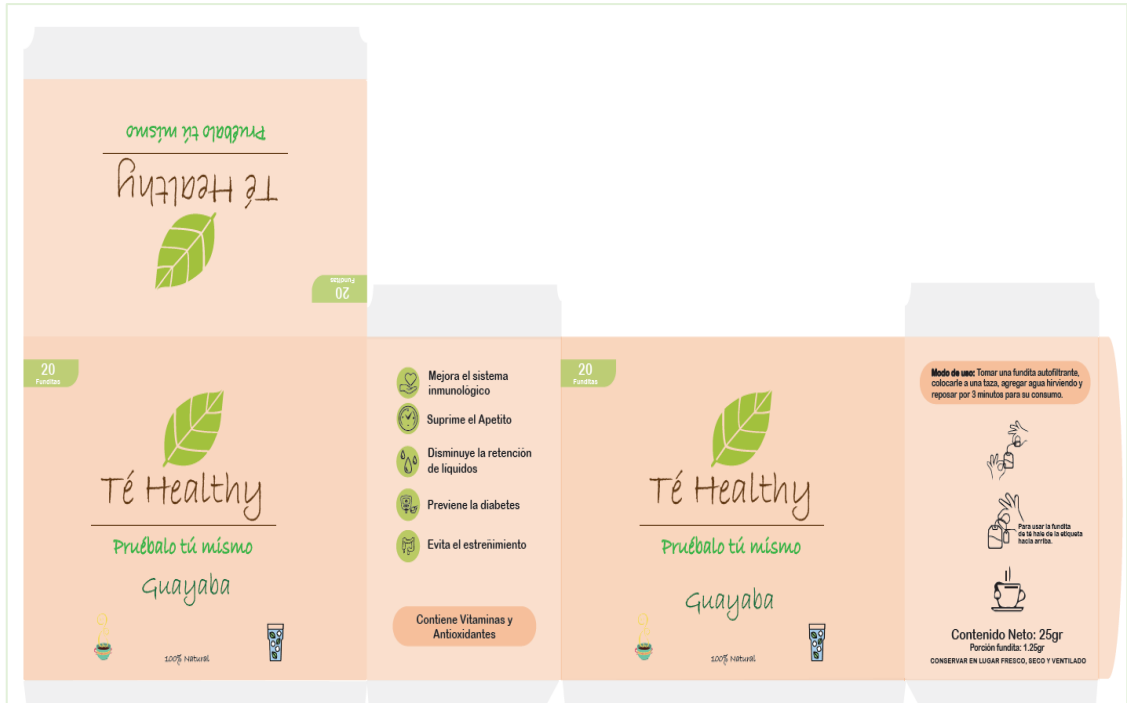 Pruébalo tú mismo
Té Healthy
20
Funditas
20
Funditas
Té Healthy
Pruébalo tú mismo
Guayaba
100% Natural
Mejora el sistema
inmunológico
Suprime el Apetito
Disminuye la retención
de líquidos
Previene la diabetes
Evita el estreñimiento
Contiene Vitaminas y
Antioxidantes
20
Funditas
Té Healthy
Pruébalo tú mismo
Guayaba
100% Natural
Modo de uso: Tomar una fundita autofiltrante,
colocarle a una taza, agregar agua hirviendo y
reposar por 3 minutos para su consumo.
Para usar la fundita
de té hale de la etiqueta
hacia arriba.
Contenido Neto: 25gr
Porción fundita: 1.25gr
CONSERVAR EN LUGAR FRESCO, SECO Y VENTILADO